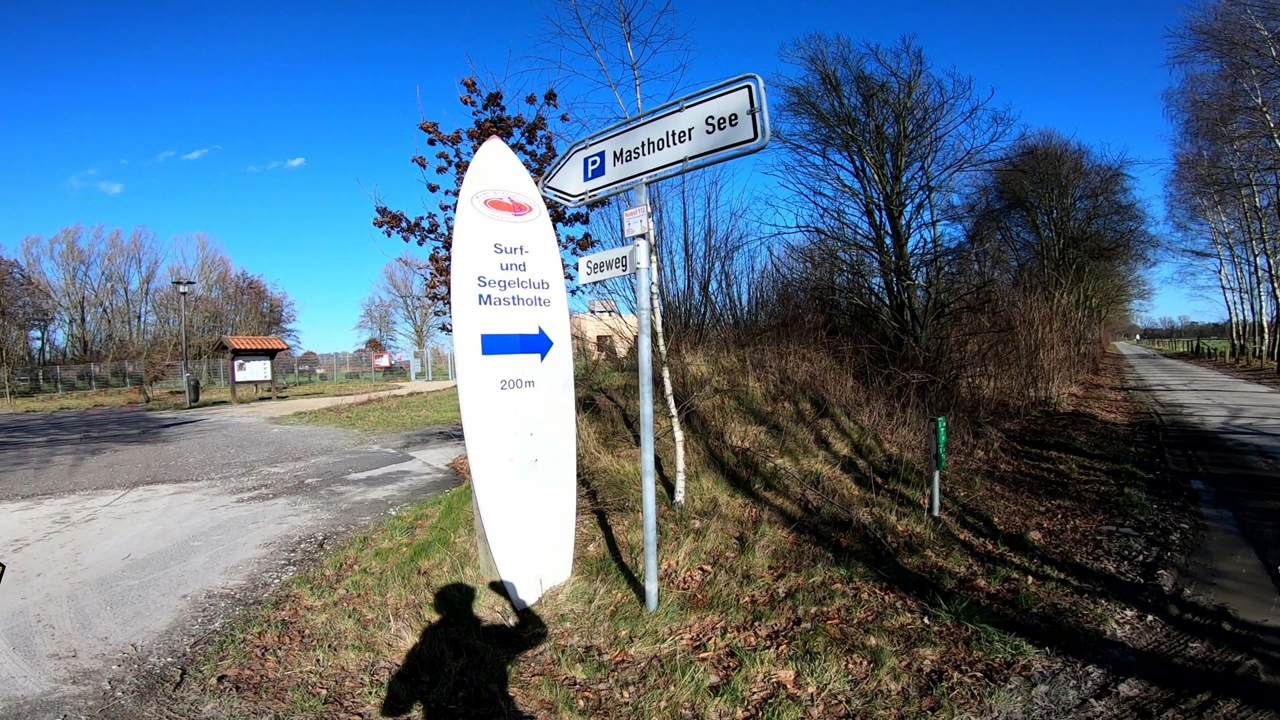 P Mastholter See
Seeweg
Surf-
und
Segelclub
Mastholte
200m